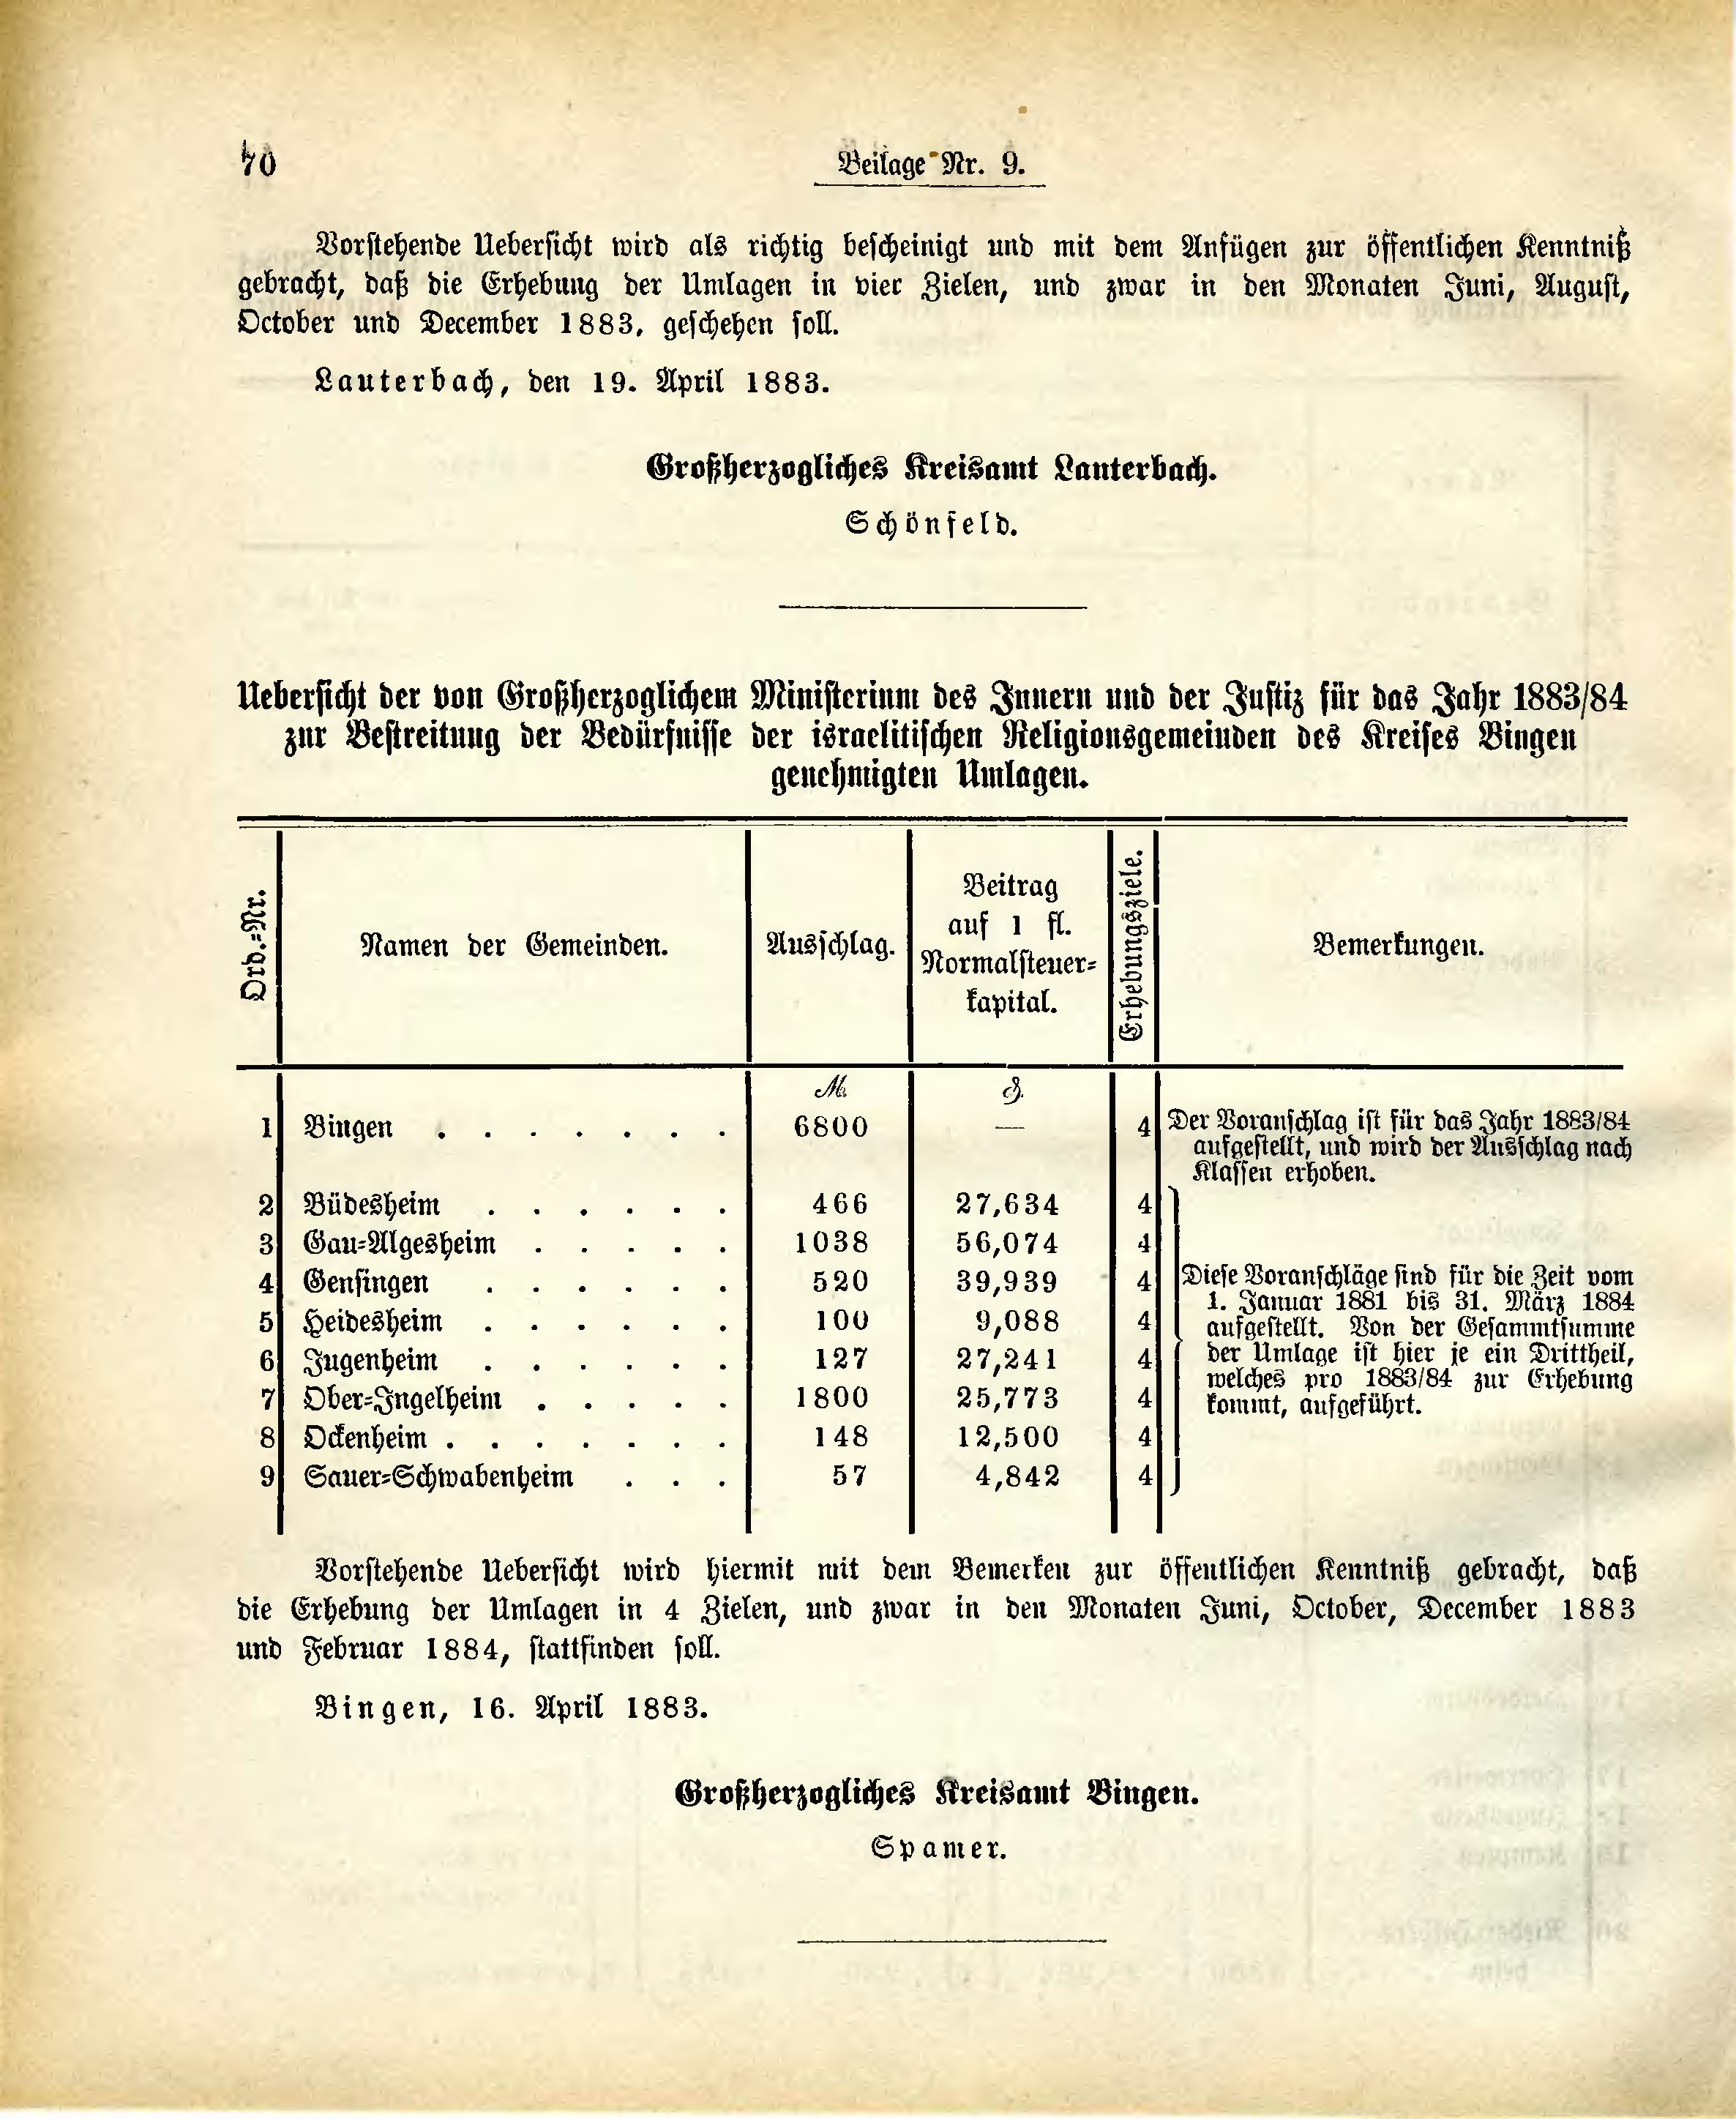 70
Beilage Nr. 9.
Vorstehende Uebersicht wird als richtig bescheinigt und mit dem Anfügen zur öffentlichen Kenntniß
gebracht, daß die Erhebung der Umlagen in vier Zielen, und zwar in den Monaten Juni, August,
October und December 1883, geschehen soll.
Lauterbach, den 19. April 1883.
Großherzogliches Kreisamt Lauterbach.
Schönfeld.
Uebersicht der von Großherzoglichem Ministerium des Innern und der Justiz für das Jahr 1883/84
zur Bestreitung der Bedürfnisse der israelitischen Religionsgemeinden des Kreises Bingen
genehmigten Umlagen.
Ord.=Nr.
Namen der Gemeinden.
Ausschlag.
Beitrag
auf 1 fl.
Normalsteuer=
kapital.
Erhebungsziele.
Bemerkungen.
ℳ ₰.
1 Bingen . . . . . . . 6800 — 4
Der Voranschlag ist für das Jahr 1883/84
aufgestellt, und wird der Ausschlag nach
Klassen erhoben.
2 Büdesheim . . . . . . 466 27,634 4
3 Gau=Algesheim . . . . . 1038 56,074 4
4 Gensingen . . . . . . 520 39,939 4
5 Heidesheim . . . . . . 100 9,088 4
6 Jugenheim . . . . . . 127 27,241 4
7 Ober=Ingelheim . . . . . 1800 25,773 4
8 Ockenheim . . . . . . . 148 12,500 4
9 Sauer=Schwabenheim . . . 57 4,842 4
Diese Voranschläge sind für die Zeit vom
1. Januar 1881 bis 31. März 1884
aufgestellt. Von der Gesammtsumme
der Umlage ist hier je ein Drittheil,
welches pro 1883/84 zur Erhebung
kommt, aufgeführt.
Vorstehende Uebersicht wird hiermit mit dem Bemerken zur öffentlichen Kenntniß gebracht, daß
die Erhebung der Umlagen in 4 Zielen, und zwar in den Monaten Juni, October, December 1883
und Februar 1884, stattfinden soll.
Bingen, 16. April 1883.
Großherzogliches Kreisamt Bingen.
Spamer.